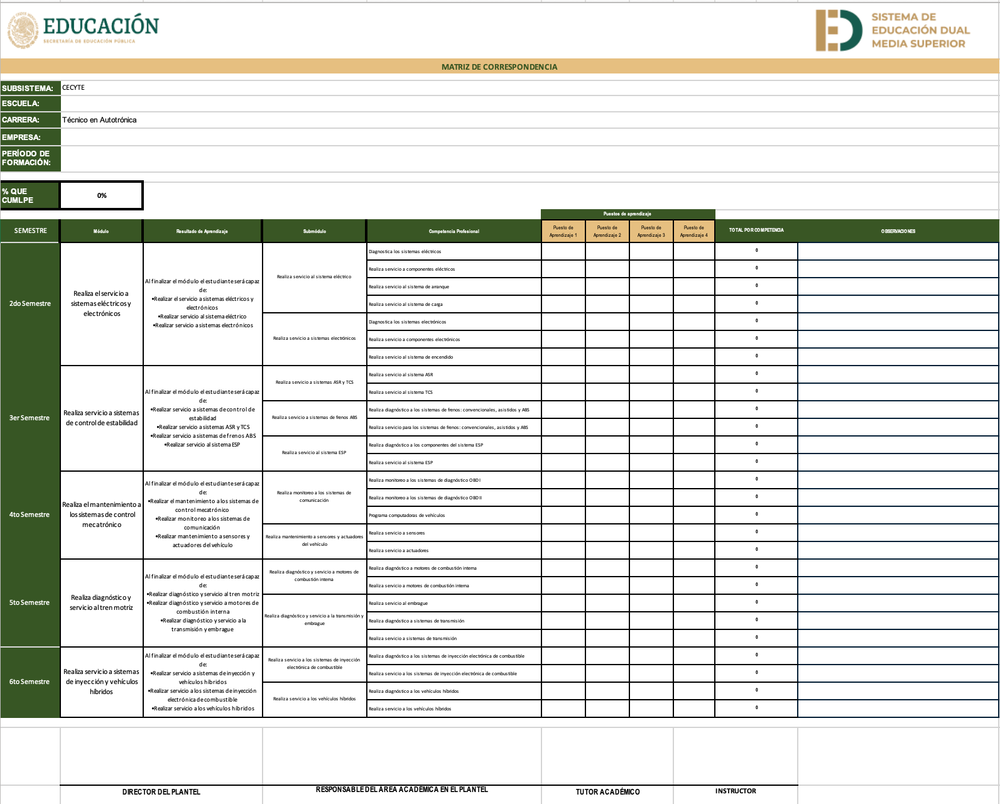 EDUCACIÓN
SECRETARÍA DE EDUCACIÓN PÚBLICA
SISTEMA DE
EDUCACIÓN DUAL
MEDIA SUPERIOR
MATRIZ DE CORRESPONDENCIA
SUBSISTEMA: CECYTE
ESCUELA:
CARRERA: Técnico en Autotrónica
EMPRESA:
PERÍODO DE
FORMACIÓN:
% QUE
CUMLPE
0%
Puestos de aprendizaje
SEMESTRE
Módulo
Resultado de Aprendizaje
Submódulo
Competencia Profesional
Puesto de
Aprendizaje 1
Puesto de
Aprendizaje 2
Puesto de
Aprendizaje 3
Puesto de
Aprendizaje 4
TOTAL POR COMPETENCIA
OBSERVACIONES
2do Semestre
Realiza el servicio a
sistemas eléctricos y
electrónicos
Al finalizar el módulo el estudiante será capaz
de:
•Realizar el servicio a sistemas eléctricos y
electrónicos
•Realizar servicio al sistema eléctrico
•Realizar servicio a sistemas electrónicos
Realiza servicio al sistema eléctrico
Diagnostica los sistemas eléctricos 0
Realiza servicio a componentes eléctricos 0
Realiza servicio al sistema de arranque 0
Realiza servicio al sistema de carga 0
Realiza servicio a sistemas electrónicos
Diagnostica los sistemas electrónicos 0
Realiza servicio a componentes electrónicos 0
Realiza servicio al sistema de encendido 0
3er Semestre
Realiza servicio a sistemas
de control de estabilidad
Al finalizar el módulo el estudiante será capaz
de:
•Realizar servicio a sistemas de control de
estabilidad
•Realizar servicio a sistemas ASR y TCS
•Realizar servicio a sistemas de frenos ABS
•Realizar servicio al sistema ESP
Realiza servicio a sistemas ASR y TCS
Realiza servicio al sistema ASR 0
Realiza servicio al sistema TCS 0
Realiza servicio a sistemas de frenos ABS
Realiza diagnóstico a los sistemas de frenos: convencionales, asistidos y ABS 0
Realiza servicio para los sistemas de frenos: convencionales, asistidos y ABS 0
Realiza servicio al sistema ESP
Realiza diagnóstico a los componentes del sistema ESP 0
Realiza servicio al sistema ESP 0
4to Semestre
Realiza el mantenimiento a
los sistemas de control
mecatrónico
Al finalizar el módulo el estudiante será capaz
de:
•Realizar el mantenimiento a los sistemas de
control mecatrónico
•Realizar monitoreo a los sistemas de
comunicación
•Realizar mantenimiento a sensores y
actuadores del vehículo
Realiza monitoreo a los sistemas de
comunicación
Realiza monitoreo a los sistemas de diagnóstico OBD I 0
Realiza monitoreo a los sistemas de diagnóstico OBD II 0
Programa computadoras de vehículos 0
Realiza mantenimiento a sensores y actuadores
del vehículo
Realiza servicio a sensores 0
Realiza servicio a actuadores 0
5to Semestre
Realiza diagnóstico y
servicio al tren motriz
Al finalizar el módulo el estudiante será capaz
de:
•Realizar diagnóstico y servicio al tren motriz
•Realizar diagnóstico y servicio a motores de
combustión interna
•Realizar diagnóstico y servicio a la
transmisión y embrague
Realiza diagnóstico y servicio a motores de
combustión interna
Realiza diagnóstico a motores de combustión interna 0
Realiza servicio a motores de combustión interna 0
Realiza diagnóstico y servicio a la transmisión y
embrague
Realiza servicio al embrague 0
Realiza diagnóstico a sistemas de transmisión 0
Realiza servicio a sistemas de transmisión 0
6to Semestre
Realiza servicio a sistemas
de inyección y vehículos
híbridos
Al finalizar el módulo el estudiante será capaz
de:
•Realizar servicio a sistemas de inyección y
vehículos híbridos
•Realizar servicio a los sistemas de inyección
electrónica de combustible
•Realizar servicio a los vehículos híbridos
Realiza servicio a los sistemas de inyección
electrónica de combustible
Realiza diagnóstico a los sistemas de inyección electrónica de combustible 0
Realiza servicio a los sistemas de inyección electrónica de combustible 0
Realiza servicio a los vehículos híbridos
Realiza diagnóstico a los vehículos híbridos 0
Realiza servicio a los vehículos híbridos 0
DIRECTOR DEL PLANTEL
RESPONSABLE DEL ÁREA ACADÉMICA EN EL PLANTEL
TUTOR ACADÉMICO
INSTRUCTOR